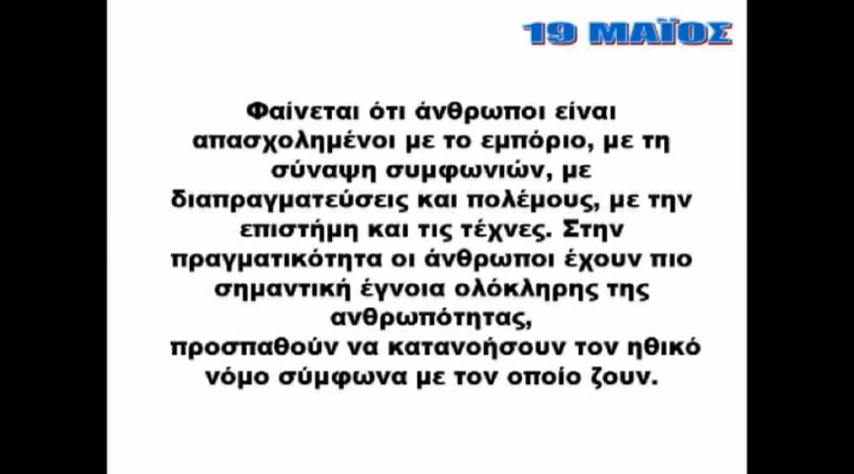 19 ΜΑΪΟΣ
Φαίνεται ότι άνθρωποι είναι
απασχολημένοι με το εμπόριο, με τη
σύναψη συμφωνιών, με
διαπραγματεύσεις και πολέμους, με την
επιστήμη και τις τέχνες. Στην
πραγματικότητα οι άνθρωποι έχουν πιο
σημαντική έγνοια ολόκληρης της
ανθρωπότητας,
προσπαθούν να κατανοήσουν τον ηθικό
νόμο σύμφωνα με τον οποίο ζουν.